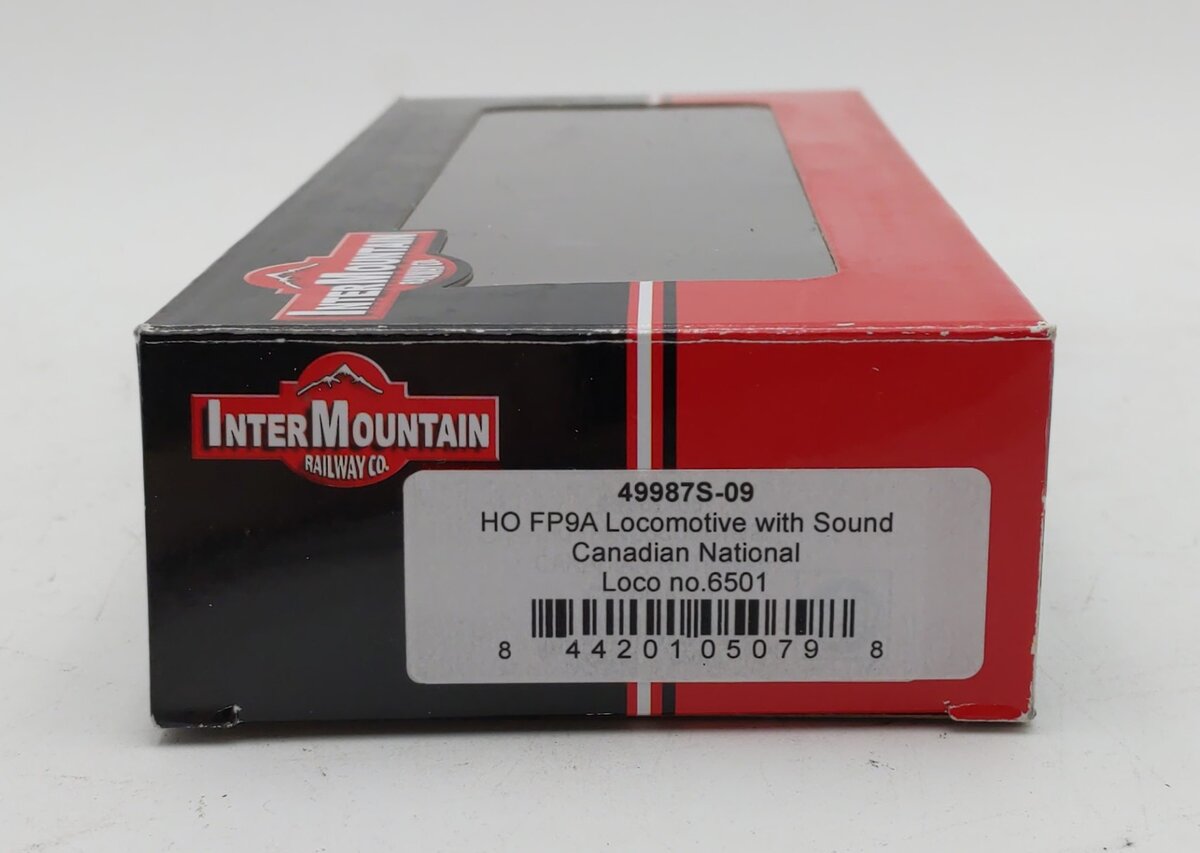 INTERMOUNTAIN
INTERMOUNTAIN
RAILWAY CO.
49987S-09
HO FP9A Locomotive with Sound
Canadian National
Loco no.6501
8 44201 05079 8